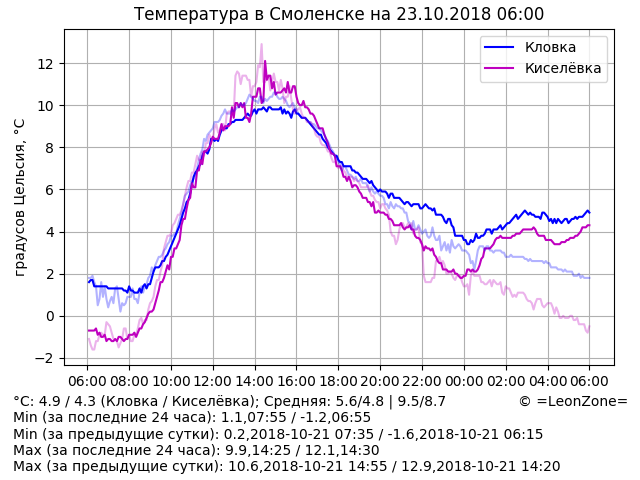 Температура в Смоленске на 23.10.2018 06:00
Кловка
Киселёвка
градусов Цельсия, °C
12
10
8
6
4
2
0
−2
06:00 08:00 10:00 12:00 14:00 16:00 18:00 20:00 22:00 00:00 02:00 04:00 06:00
°C: 4.9 / 4.3 (Кловка / Киселёвка); Средняя: 5.6/4.8 | 9.5/8.7 © =LeonZone=
Min (за последние 24 часа): 1.1,07:55 / -1.2,06:55
Min (за предыдущие сутки): 0.2,2018-10-21 07:35 / -1.6,2018-10-21 06:15
Max (за последние 24 часа): 9.9,14:25 / 12.1,14:30
Max (за предыдущие сутки): 10.6,2018-10-21 14:55 / 12.9,2018-10-21 14:20